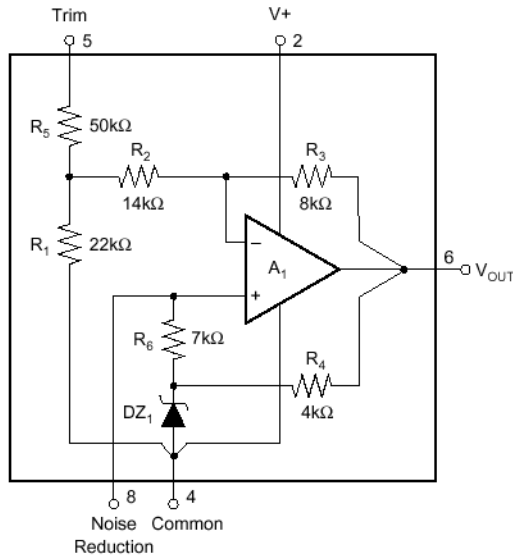 Trim
V+
5
2
R5
50kΩ
R2
14kΩ
R3
8kΩ
R1
22kΩ
−
A1
+
6
VOUT
R6
7kΩ
R4
4kΩ
DZ1
8
4
Noise
Reduction
Common